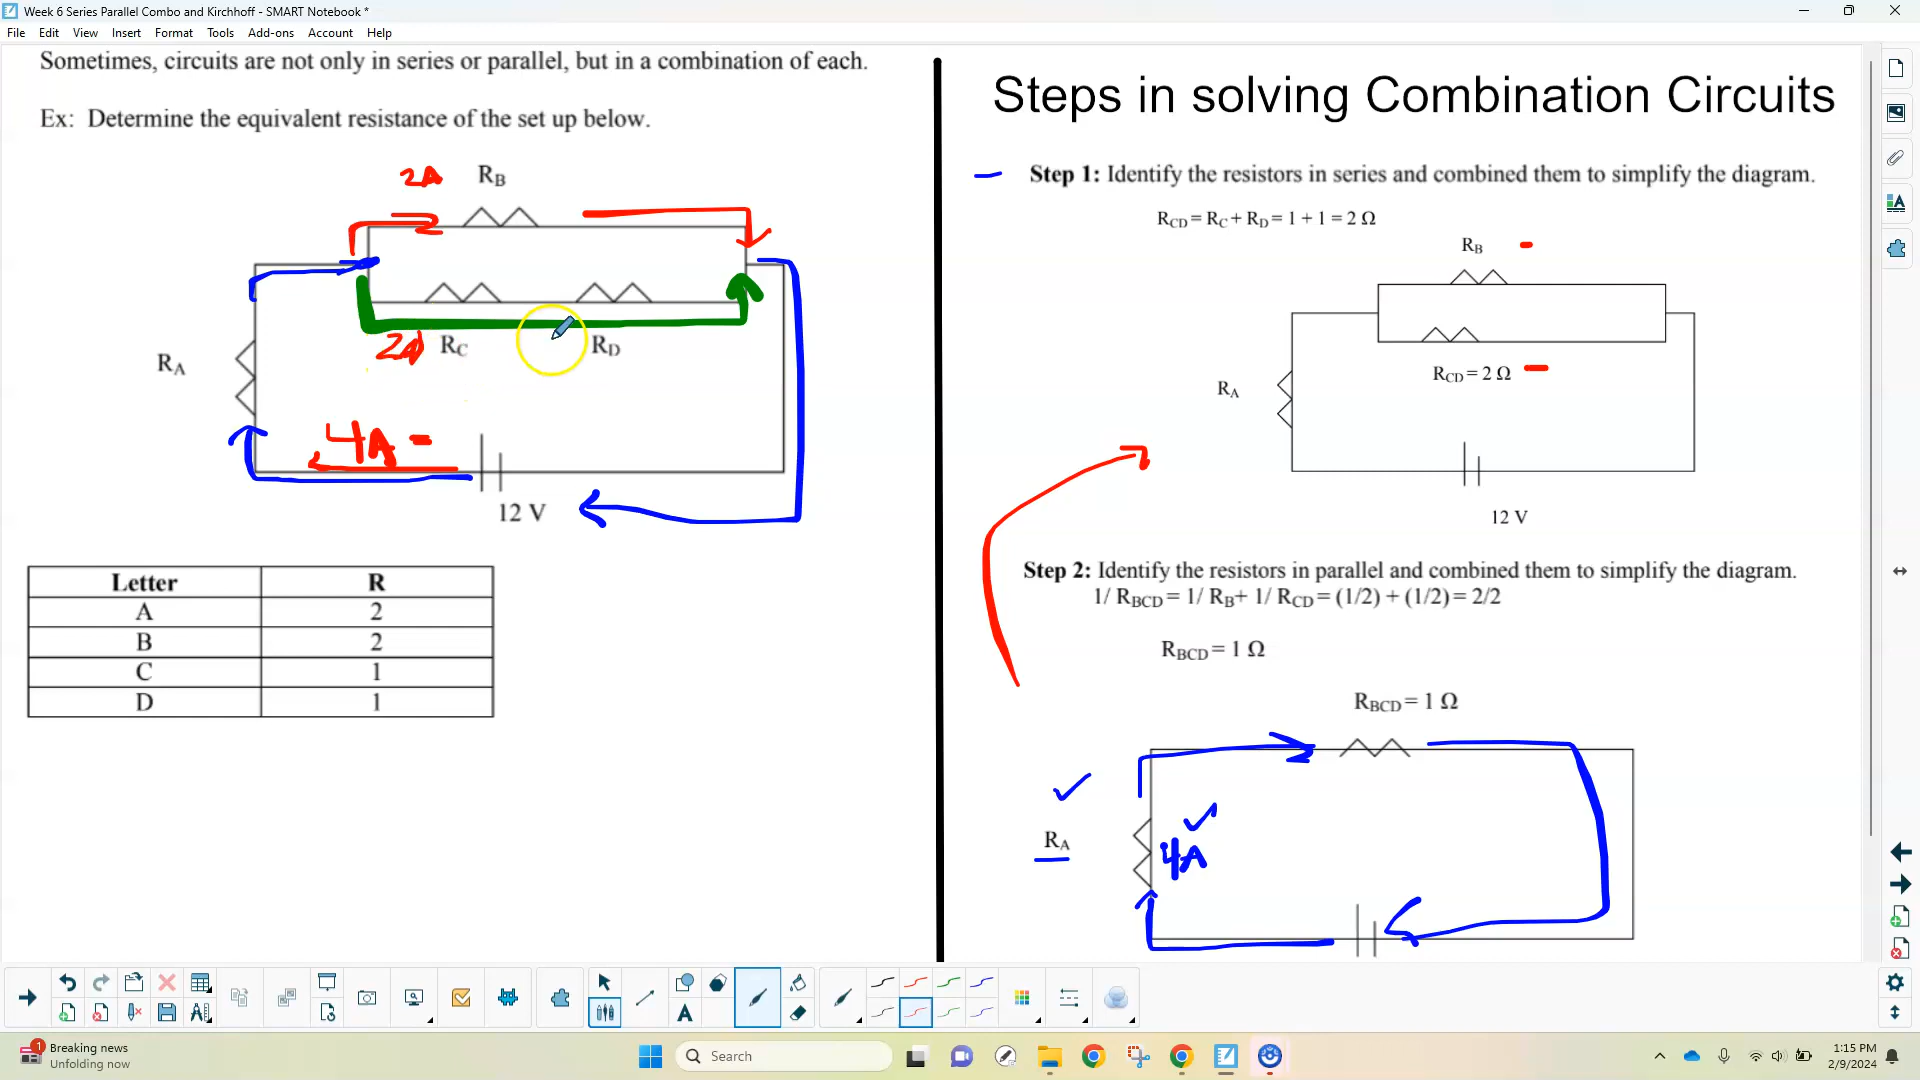 Week 6 Series Parallel Combo and Kirchhoff - SMART Notebook *
File Edit View Insert Format Tools Add-ons Account Help
Sometimes, circuits are not only in series or parallel, but in a combination of each.
Ex: Determine the equivalent resistance of the set up below.
2A
RB
2A
RC
RD
RA
4A
12 V
Letter R
A 2
B 2
C 1
D 1
Steps in solving Combination Circuits
Step 1: Identify the resistors in series and combined them to simplify the diagram.
RCD = RC + RD = 1 + 1 = 2 Ω
RB
RCD = 2 Ω
RA
12 V
Step 2: Identify the resistors in parallel and combined them to simplify the diagram.
1/ RBCD = 1/ RB+ 1/ RCD = (1/2) + (1/2) = 2/2
RBCD = 1 Ω
RBCD = 1 Ω
RA
4A
1
Breaking news
Unfolding now
Search
1:15 PM
2/9/2024